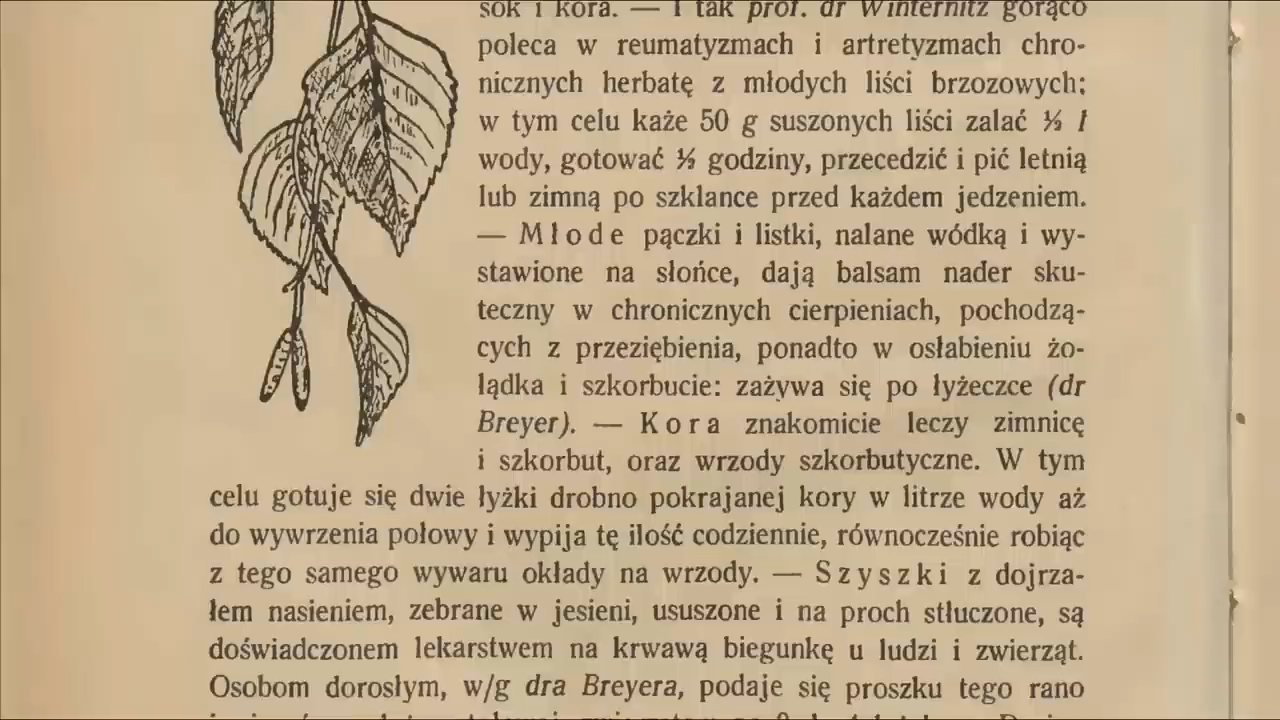 sok i kora. — I tak prof. dr Winternitz gorąco
poleca w reumatyzmach i artretyzmach chro-
nicznych herbatę z młodych liści brzozowych;
w tym celu każe 50 g suszonych liści zalać ½ l
wody, gotować ½ godziny, przecedzić i pić letnią
lub zimną po szklance przed każdem jedzeniem.
— Młode pączki i listki, nalane wódką i wy-
stawione na słońce, dają balsam nader sku-
teczny w chronicznych cierpieniach, pochodzą-
cych z przeziębienia, ponadto w osłabieniu żo-
łądka i szkorbucie: zażywa się po łyżeczce (dr
Breyer). — Kora znakomicie leczy zimnicę
i szkorbut, oraz wrzody szkorbutyczne. W tym
celu gotuje się dwie łyżki drobno pokrajanej kory w litrze wody aż
do wywrzenia połowy i wypija tę ilość codziennie, równocześnie robiąc
z tego samego wywaru okłady na wrzody. — Szyszki z dojrza-
łem nasieniem, zebrane w jesieni, ususzone i na proch stłuczone, są
doświadczonem lekarstwem na krwawą biegunkę u ludzi i zwierząt.
Osobom dorosłym, w/g dra Breyera, podaje się proszku tego rano